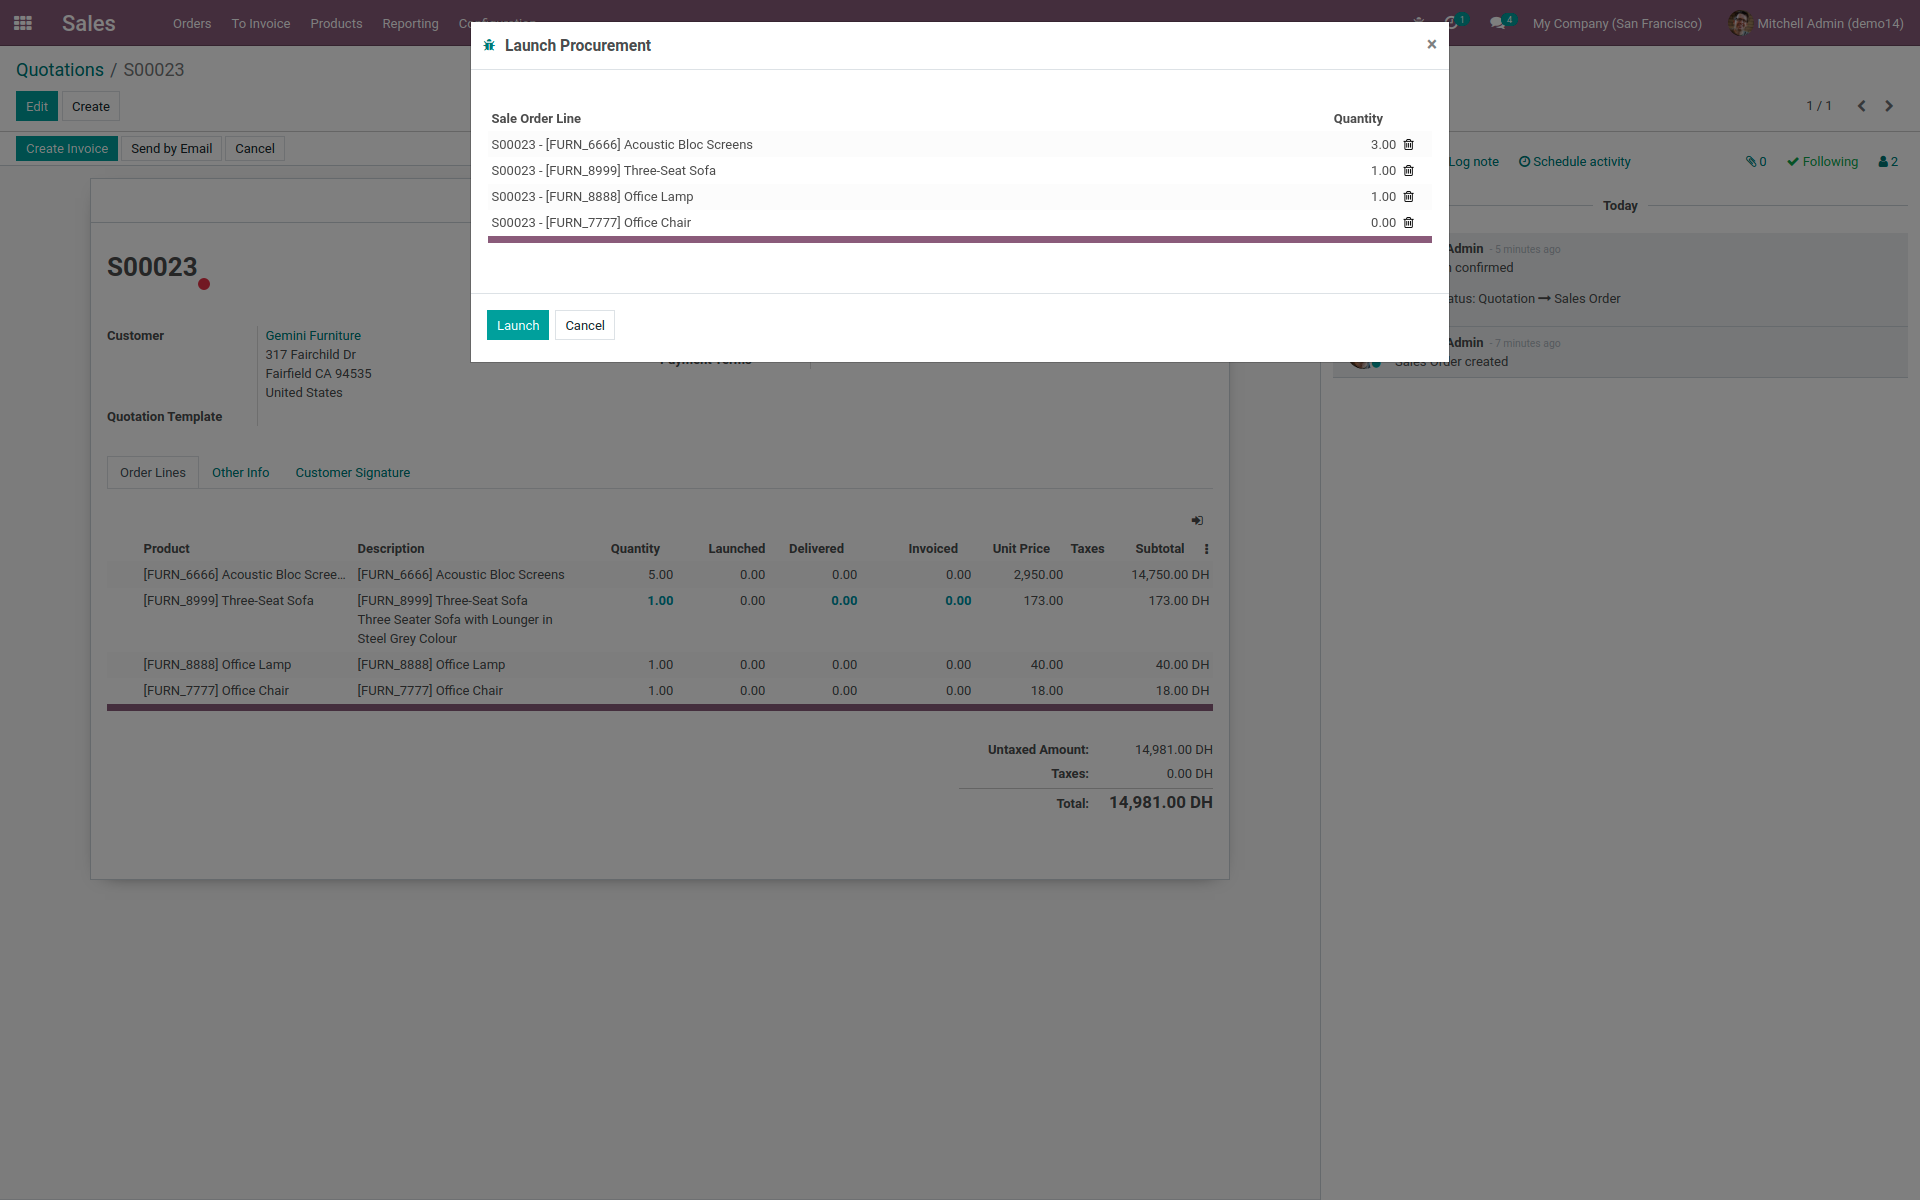 Sales Orders To Invoice Products Reporting 1 4 My Company (San Francisco) Mitchell Admin (demo14)
Launch Procurement ×
Quotations / S00023
Edit Create
1 / 1
Create Invoice Send by Email Cancel
Log note Schedule activity 0 Following 2
Sale Order Line Quantity
S00023 - [FURN_6666] Acoustic Bloc Screens 3.00
S00023 - [FURN_8999] Three-Seat Sofa 1.00
S00023 - [FURN_8888] Office Lamp 1.00
S00023 - [FURN_7777] Office Chair 0.00
Launch Cancel
Today
Admin - 5 minutes ago
confirmed
Quotation → Sales Order
Admin - 7 minutes ago
Sales Order created
S00023
Customer
Gemini Furniture
317 Fairchild Dr
Fairfield CA 94535
United States
Quotation Template
Payment Terms
Order Lines Other Info Customer Signature
Product Description Quantity Launched Delivered Invoiced Unit Price Taxes Subtotal
[FURN_6666] Acoustic Bloc Scree... [FURN_6666] Acoustic Bloc Screens 5.00 0.00 0.00 0.00 2,950.00 14,750.00 DH
[FURN_8999] Three-Seat Sofa [FURN_8999] Three-Seat Sofa 1.00 0.00 0.00 0.00 173.00 173.00 DH
Three Seater Sofa with Lounger in
Steel Grey Colour
[FURN_8888] Office Lamp [FURN_8888] Office Lamp 1.00 0.00 0.00 0.00 40.00 40.00 DH
[FURN_7777] Office Chair [FURN_7777] Office Chair 1.00 0.00 0.00 0.00 18.00 18.00 DH
Untaxed Amount: 14,981.00 DH
Taxes: 0.00 DH
Total: 14,981.00 DH